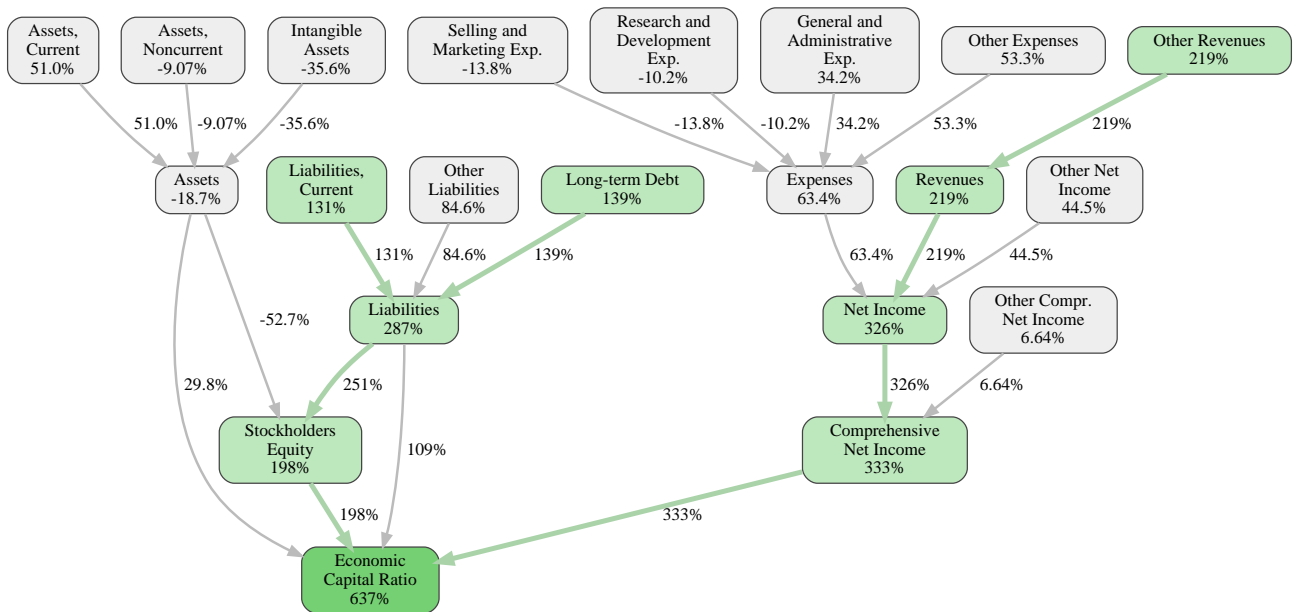 Assets,
Current
51.0%
Assets,
Noncurrent
-9.07%
Intangible
Assets
-35.6%
Selling and
Marketing Exp.
-13.8%
Research and
Development
Exp.
-10.2%
General and
Administrative
Exp.
34.2%
Other Expenses
53.3%
Other Revenues
219%
51.0%
-9.07%
-35.6%
-13.8%
-10.2%
34.2%
53.3%
219%
Assets
-18.7%
Liabilities,
Current
131%
Other
Liabilities
84.6%
Long-term Debt
139%
Expenses
63.4%
Revenues
219%
Other Net
Income
44.5%
131%
84.6%
139%
63.4%
219%
44.5%
-52.7%
Liabilities
287%
Net Income
326%
Other Compr.
Net Income
6.64%
29.8%
251%
326%
6.64%
Stockholders
Equity
198%
109%
Comprehensive
Net Income
333%
198%
333%
Economic
Capital Ratio
637%